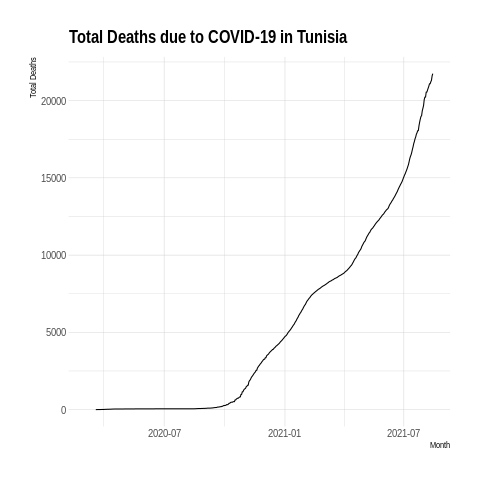 Total Deaths due to COVID-19 in Tunisia
Total Deaths
20000
15000
10000
5000
0
2020-07 2021-01 2021-07
Month